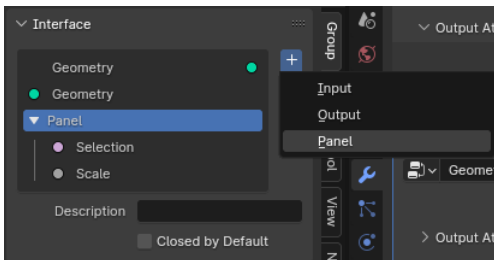 Interface
Group
Output At
Geometry
Geometry
Input
Panel
Output
Selection
Panel
Scale
ol
Geome
Description
View
Closed by Default
Output At